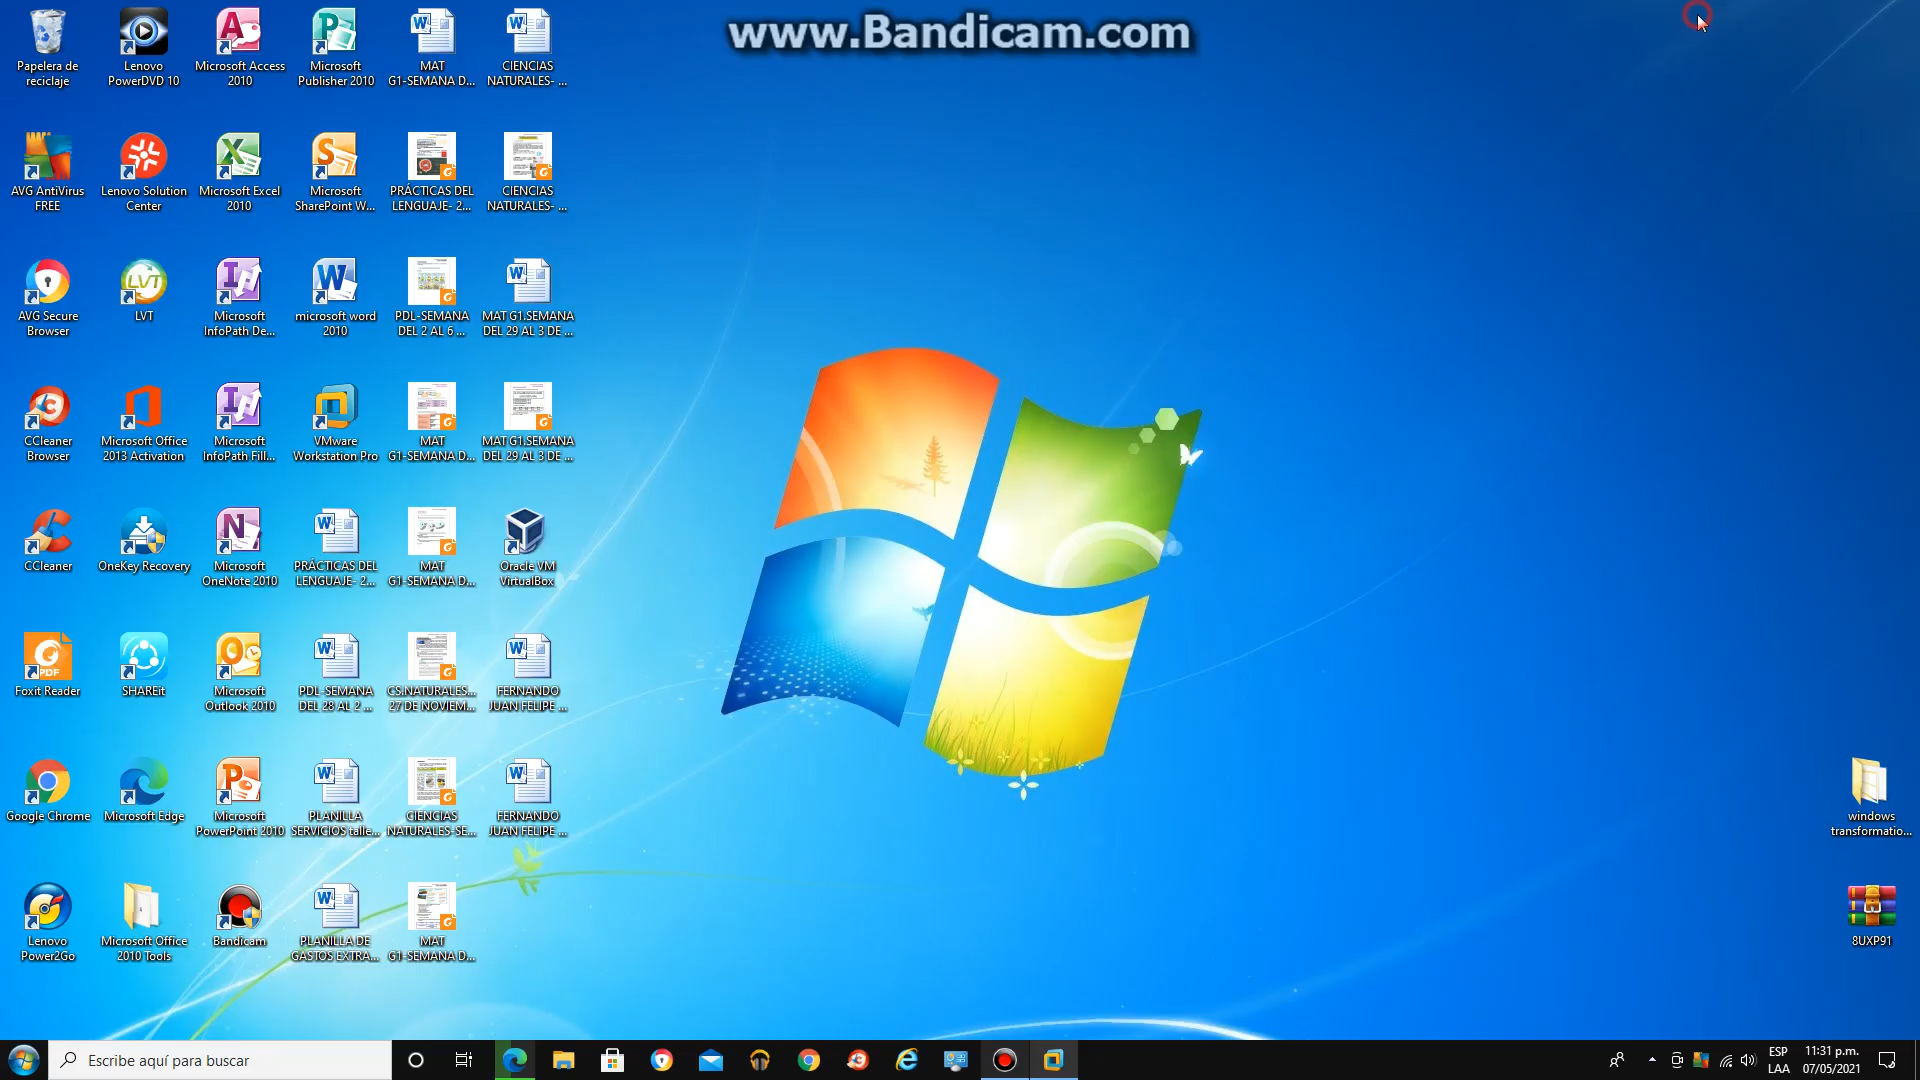 www.Bandicam.com
Papelera de
reciclaje
Lenovo
PowerDVD 10
Microsoft Access
2010
Microsoft
Publisher 2010
MAT
G1-SEMANA D...
CIENCIAS
NATURALES- ...
AVG AntiVirus
FREE
Lenovo Solution
Center
Microsoft Excel
2010
Microsoft
SharePoint W...
PRÁCTICAS DEL
LENGUAJE- 2...
CIENCIAS
NATURALES- ...
AVG Secure
Browser
LVT
LVT
Microsoft
InfoPath De...
microsoft word
2010
PDL-SEMANA
DEL 2 AL 6 ...
MAT G1.SEMANA
DEL 29 AL 3 DE ...
CCleaner
Browser
Microsoft Office
2013 Activation
Microsoft
InfoPath Fill...
VMware
Workstation Pro
MAT
G1-SEMANA D...
MAT G1.SEMANA
DEL 29 AL 3 DE ...
CCleaner
OneKey Recovery
Microsoft
OneNote 2010
PRÁCTICAS DEL
LENGUAJE- 2...
MAT
G1-SEMANA D...
Oracle VM
VirtualBox
PDF
Foxit Reader
SHAREit
Microsoft
Outlook 2010
PDL-SEMANA
DEL 28 AL 2 ...
CS.NATURALES...
27 DE NOVIEM...
FERNANDO
JUAN FELIPE ...
Google Chrome
Microsoft Edge
Microsoft
PowerPoint 2010
PLANILLA
SERVICIOS talle...
CIENCIAS
NATURALES-SE...
FERNANDO
JUAN FELIPE ...
windows
transformatio...
Lenovo
Power2Go
Microsoft Office
2010 Tools
Bandicam
PLANILLA DE
GASTOS EXTRA...
MAT
G1-SEMANA D...
8UXP91
Escribe aquí para buscar
ESP
LAA
11:31 p.m.
07/05/2021